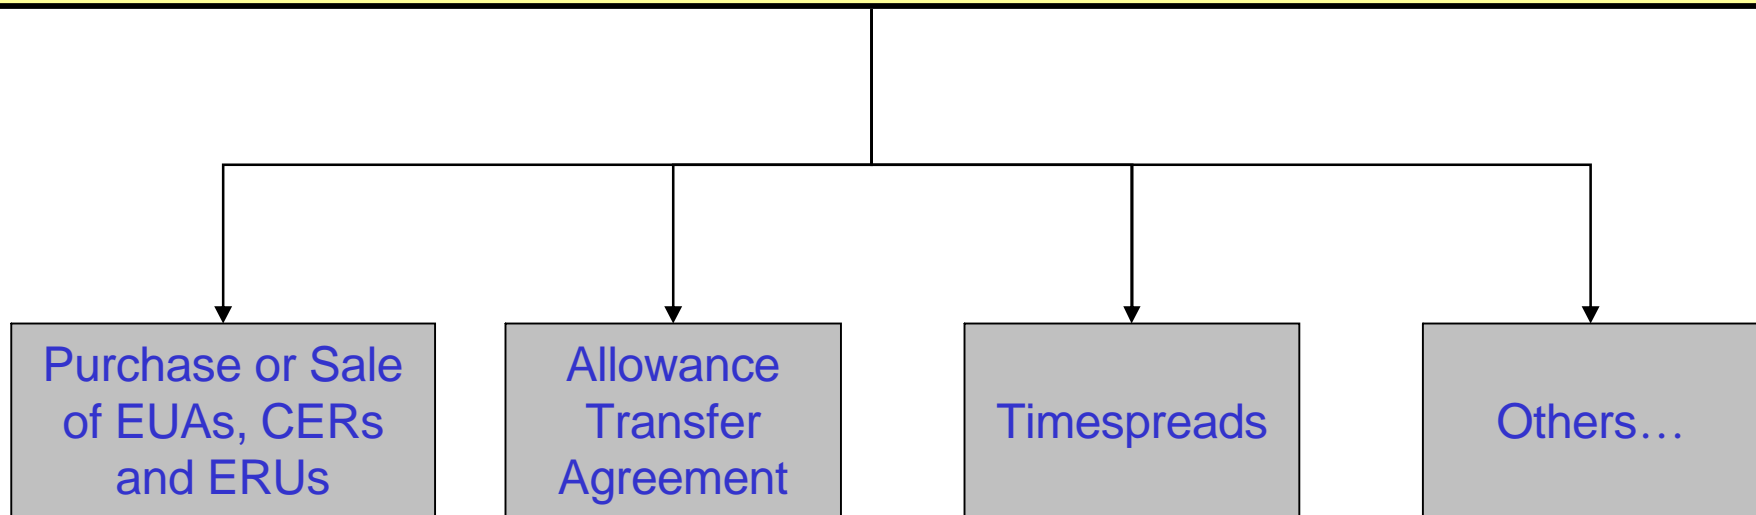 Purchase or Sale
of EUAs, CERs
and ERUs
Allowance
Transfer
Agreement
Timespreads
Others…